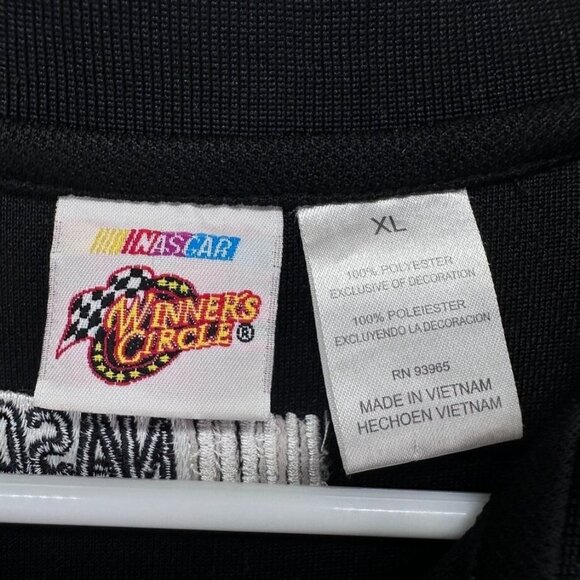 NASCAR
WINNER'S
CIRCLE®
XL
100% POLYESTER
EXCLUSIVE OF DECORATION
100% POLEIESTER
EXCLUYENDO LA DECORACION
RN 93965
MADE IN VIETNAM
HECHOEN VIETNAM